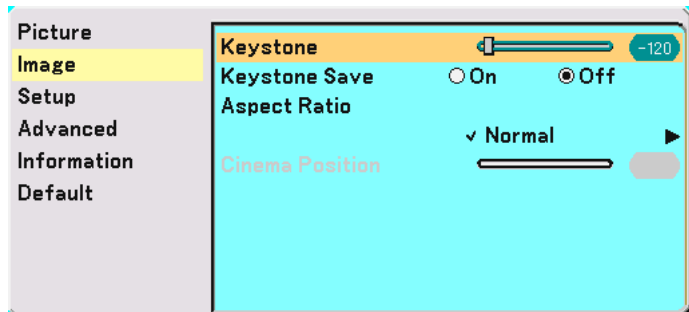 Picture
Image
Setup
Advanced
Information
Default
Keystone -120
Keystone Save On Off
Aspect Ratio
✓ Normal
Cinema Position